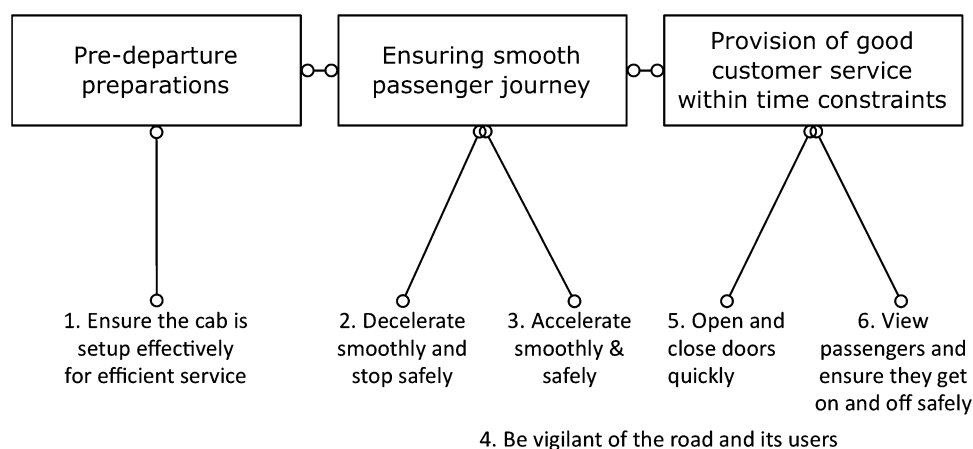 Pre-departure
preparations
Ensuring smooth
passenger journey
Provision of good
customer service
within time constraints
1. Ensure the cab is
setup effectively
for efficient service
2. Decelerate
smoothly and
stop safely
3. Accelerate
smoothly &
safely
5. Open and
close doors
quickly
6. View
passengers and
ensure they get
on and off safely
4. Be vigilant of the road and its users